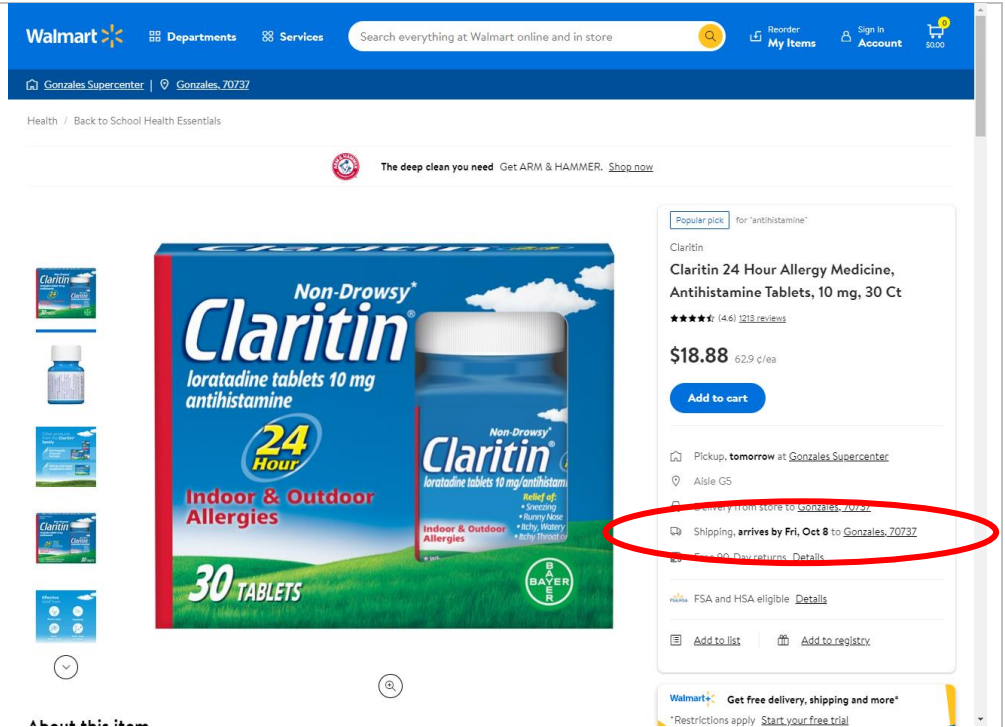 Walmart
Departments
Services
Search everything at Walmart online and in store
Reorder
My Items
Sign In
Account
0
$0.00
Gonzales Supercenter | Gonzales, 70737
Health / Back to School Health Essentials
The deep clean you need Get ARM & HAMMER. Shop now
Claritin
Non-Drowsy*
Claritin®
loratadine tablets 10 mg
antihistamine
24
Hour
Indoor & Outdoor
Allergies
30 TABLETS
Non-Drowsy*
Claritin
loratadine tablets 10 mg/antihistam
Relief of:
• Sneezing
• Runny Nose
• Itchy, Watery
• Itchy Throat o
Indoor & Outdoor
Allergies
BAYER
BAYER
Popular pick for "antihistamine"
Claritin
Claritin 24 Hour Allergy Medicine,
Antihistamine Tablets, 10 mg, 30 Ct
(4.6) 1213 reviews
$18.88 62.9 ¢/ea
Add to cart
Pickup, tomorrow at Gonzales Supercenter
Aisle G5
Delivery from store to Gonzales, 70737
Shipping, arrives by Fri, Oct 8 to Gonzales, 70737
Free 90-Day returns Details
FSA and HSA eligible Details
Add to list
Add to registry
Walmart+ Get free delivery, shipping and more*
*Restrictions apply Start your free trial
About this item